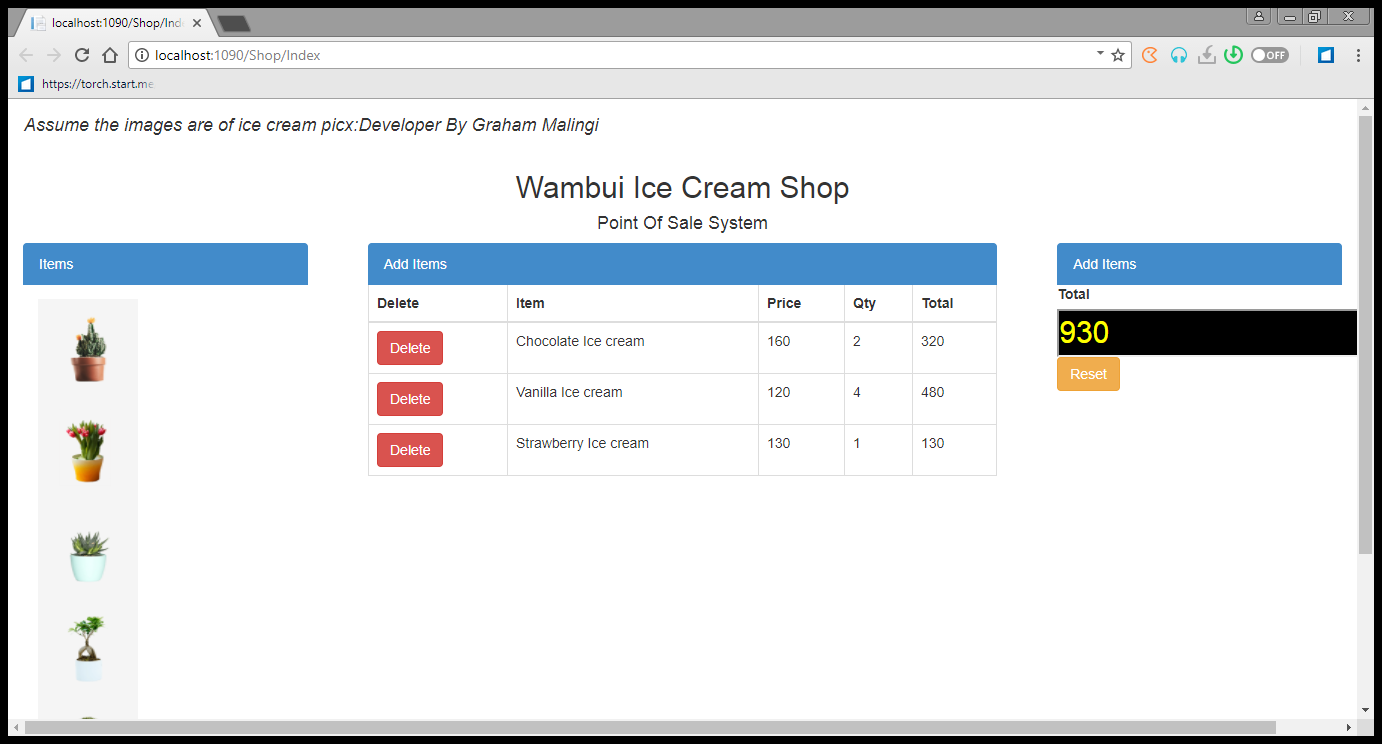 localhost:1090/Shop/Ind
localhost:1090/Shop/Index
OFF
https://torch.start.me
Assume the images are of ice cream picx:Developer By Graham Malingi
Wambui Ice Cream Shop
Point Of Sale System
Items
Add Items
Delete Item Price Qty Total
Delete Chocolate Ice cream 160 2 320
Delete Vanilla Ice cream 120 4 480
Delete Strawberry Ice cream 130 1 130
Add Items
Total
930
Reset